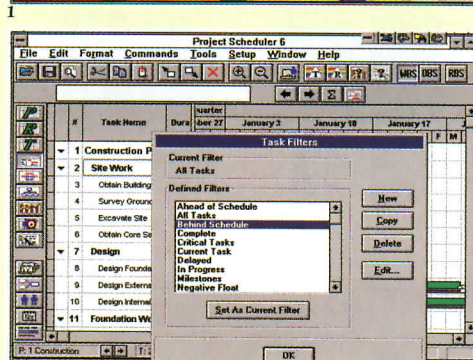 1
Project Scheduler 6
File Edit Format Commands Tools Setup Window Help
WBS OBS RBS
# Task Name Dura
uarter
ber 27 January 3 January 10 January 17
F M
1 Construction P
2 Site Work
3 Obtain Building
4 Survey Ground
5 Excavate Site
6 Obtain Core Sa
7 Design
8 Design Founda
9 Design Externa
10 Design Internal
11 Foundation Wo
Task Filters
Current Filter
All Tasks
Defined Filters
Ahead of Schedule
All Tasks
Behind Schedule
Complete
Critical Tasks
Current Task
Delayed
In Progress
Milestones
Negative Float
New
Copy
Delete
Edit...
Set As Current Filter
OK
P: 1 Construction